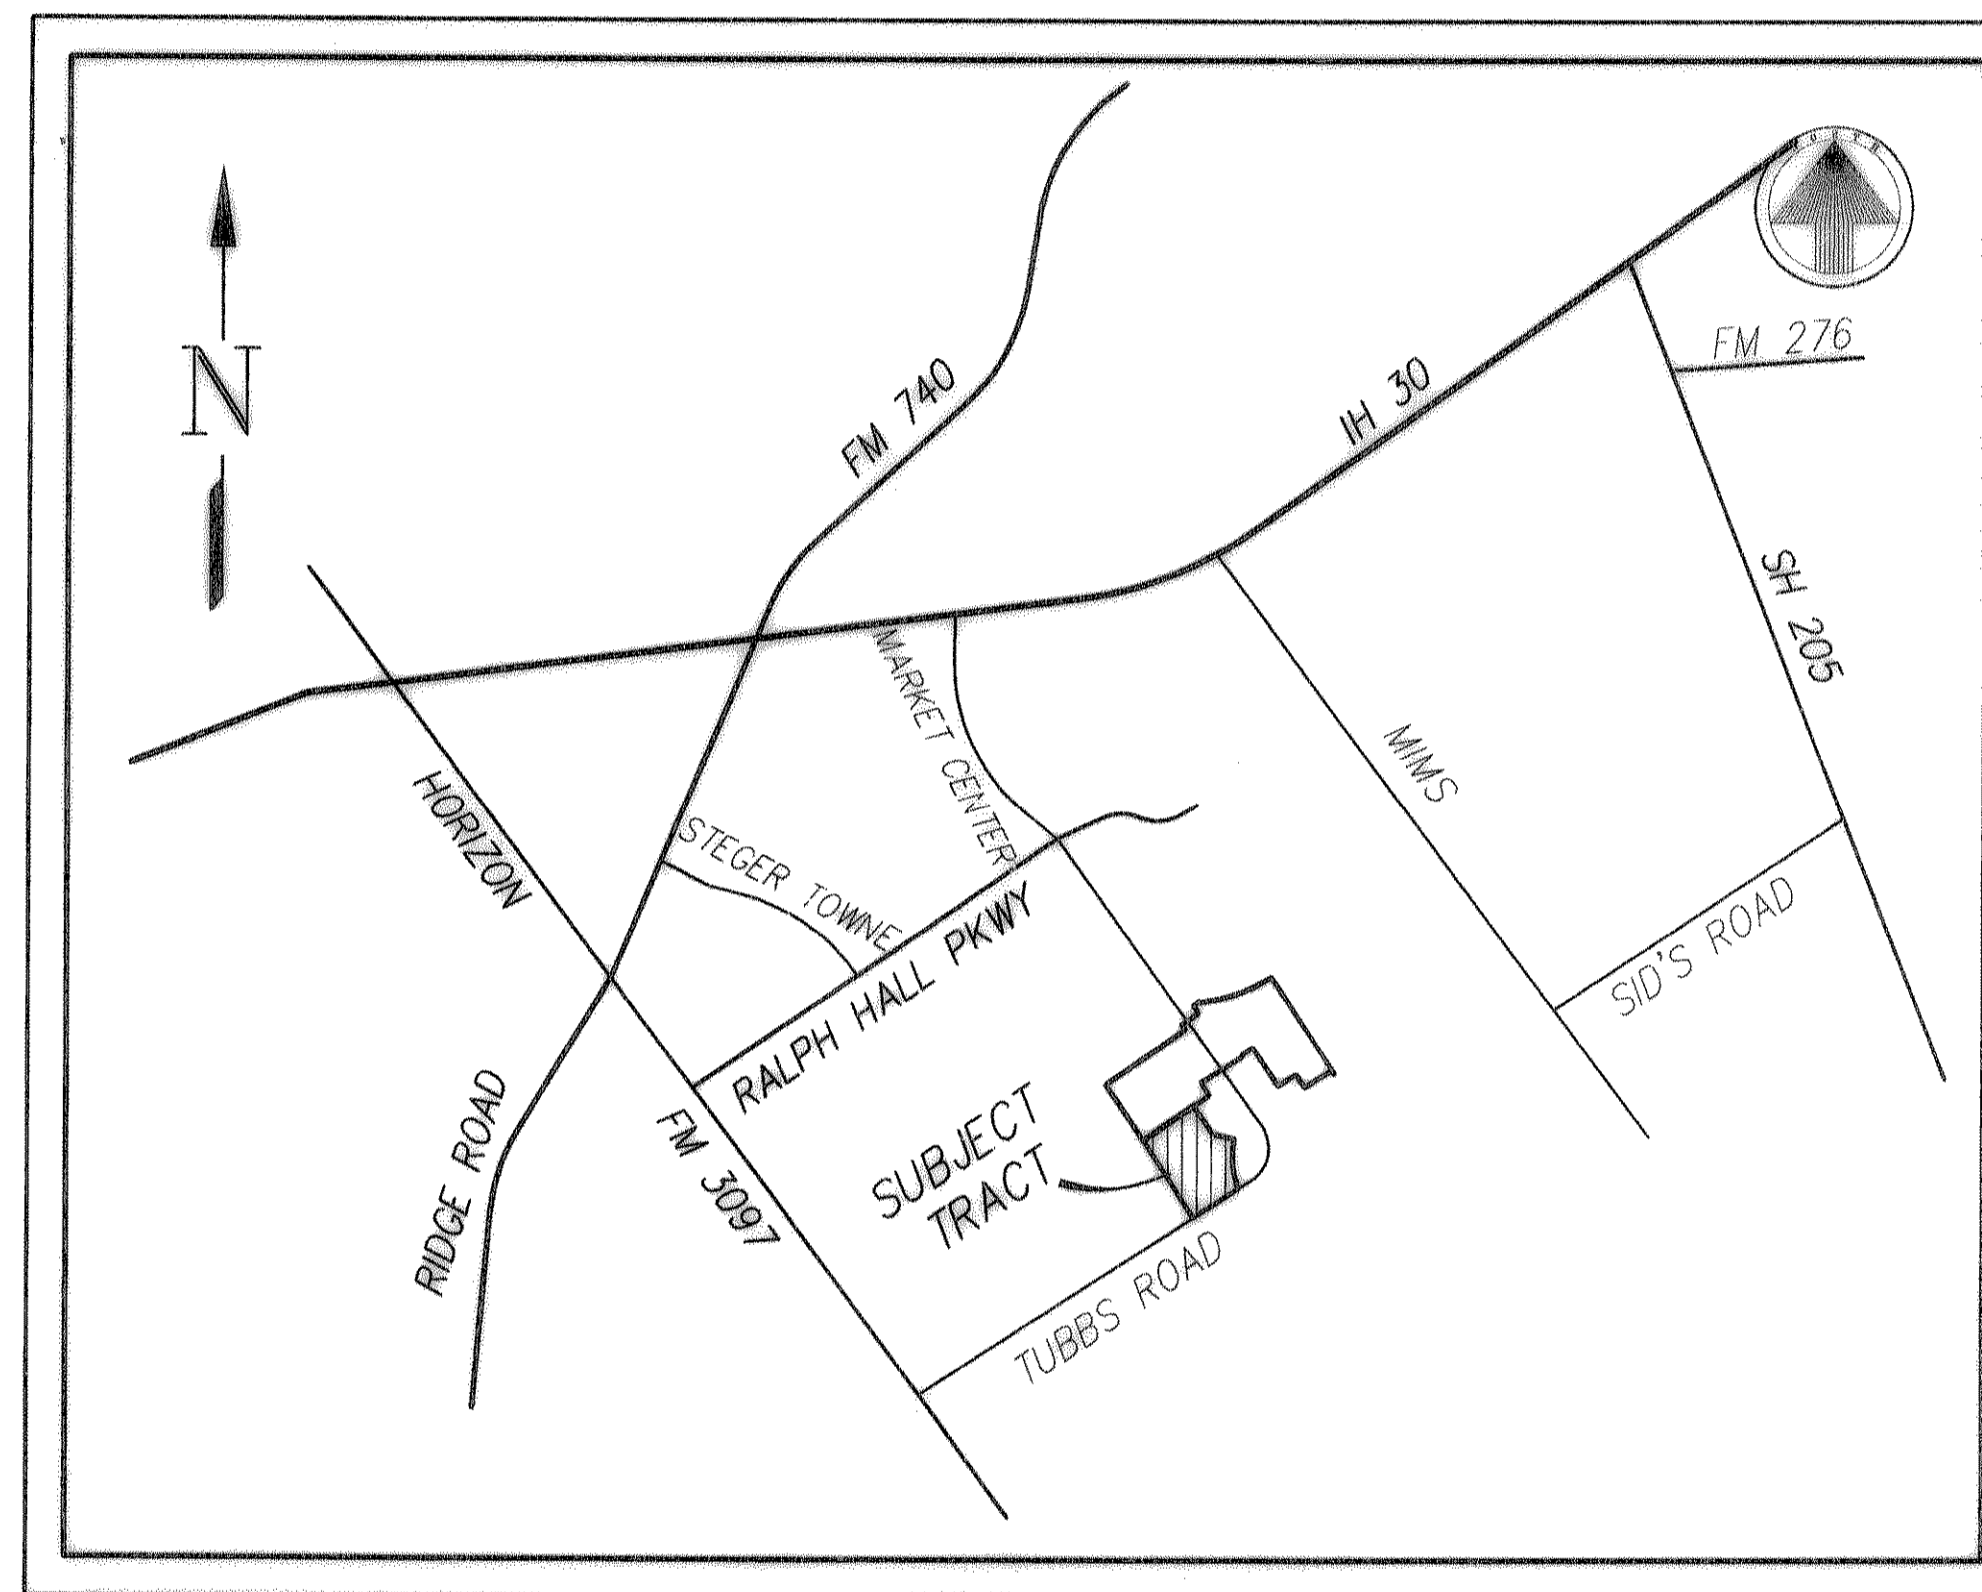 N
FM 740
IH 30
FM 276
SH 205
MARKET CENTER
MIMS
HORIZON
STEGER TOWNE
RALPH HALL PKWY
SID'S ROAD
RIDGE ROAD
FM 3097
SUBJECT
TRACT
TUBBS ROAD